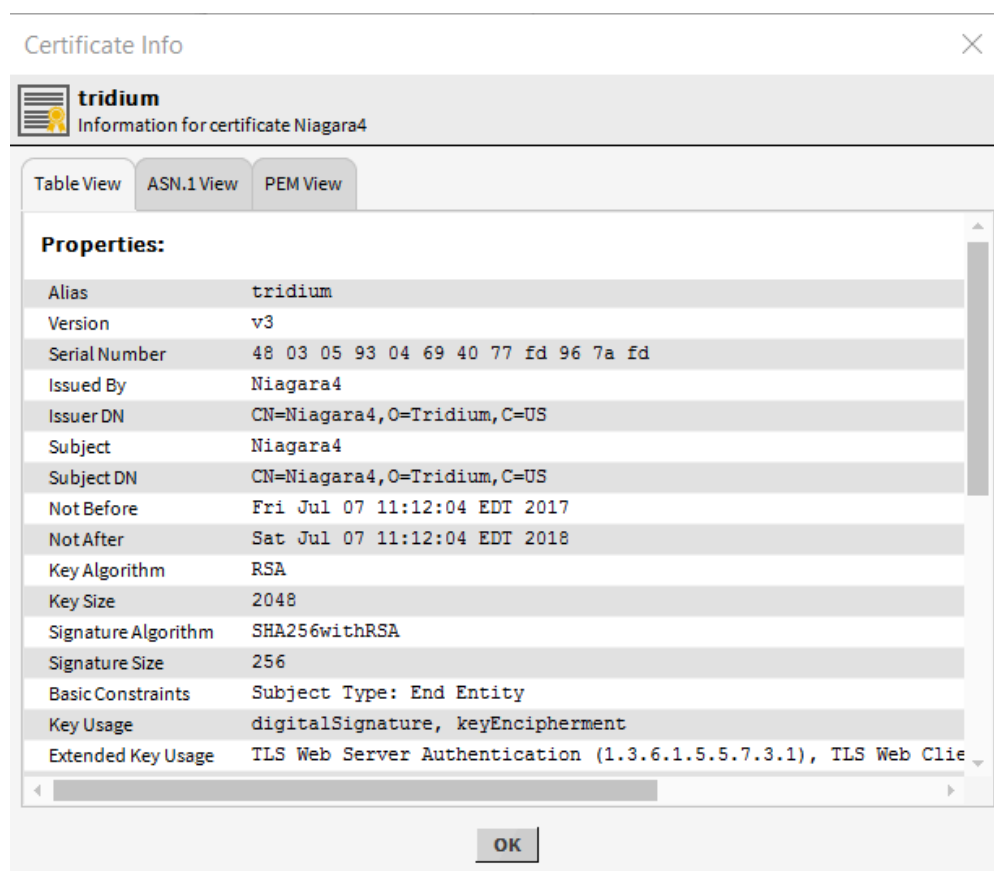 Certificate Info
tridium
Information for certificate Niagara4
Table View ASN.1 View PEM View
Properties:
Alias tridium
Version v3
Serial Number 48 03 05 93 04 69 40 77 fd 96 7a fd
Issued By Niagara4
Issuer DN CN=Niagara4,O=Tridium,C=US
Subject Niagara4
Subject DN CN=Niagara4,O=Tridium,C=US
Not Before Fri Jul 07 11:12:04 EDT 2017
Not After Sat Jul 07 11:12:04 EDT 2018
Key Algorithm RSA
Key Size 2048
Signature Algorithm SHA256withRSA
Signature Size 256
Basic Constraints Subject Type: End Entity
Key Usage digitalSignature, keyEncipherment
Extended Key Usage TLS Web Server Authentication (1.3.6.1.5.5.7.3.1), TLS Web Clie
OK